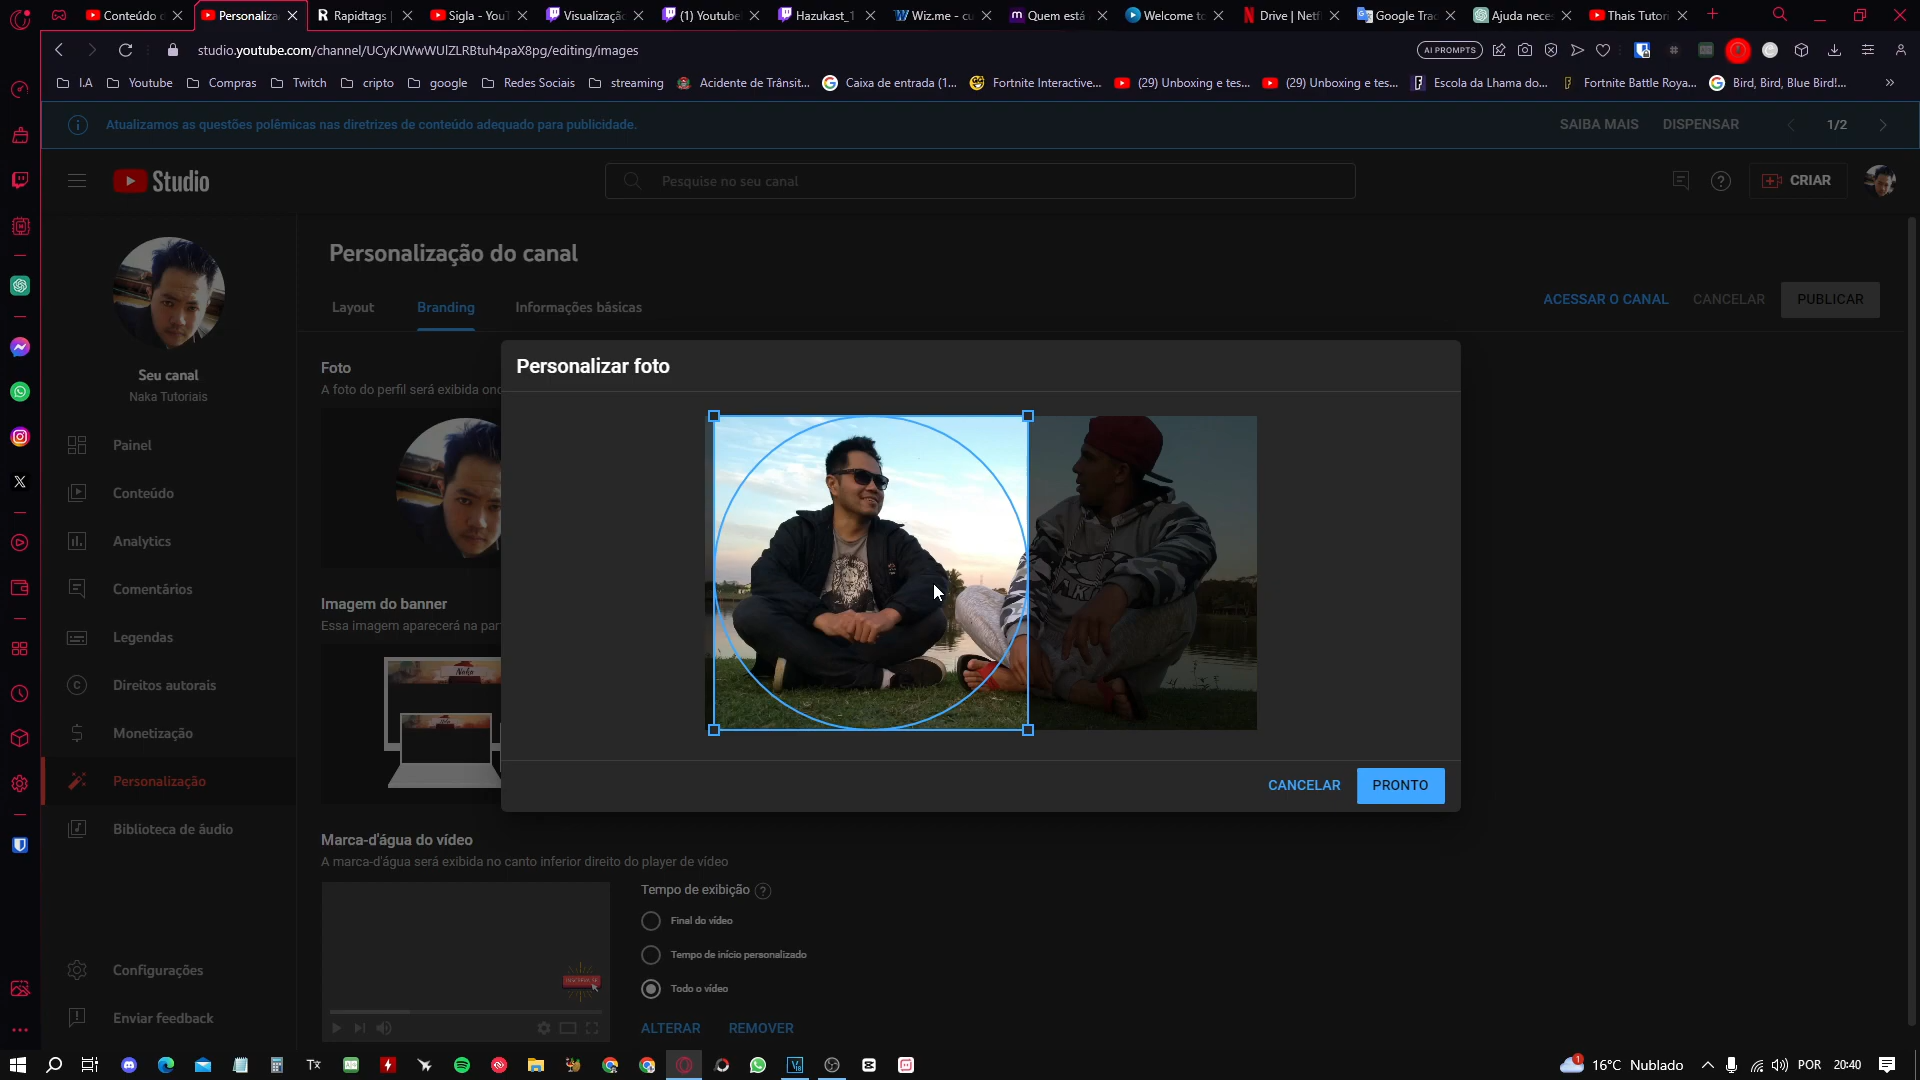 Conteúdo d
Personaliza
Rapidtags |
Sigla - YouT
Visualização
(1) Youtube
Hazukast_1
Wiz.me - cu
Quem está
Welcome to
Drive | Netf
Google Tra
Ajuda nece
Thais Tutori
studio.youtube.com/channel/UCyKJWwWUlZLRBtuh4paX8pg/editing/images
AI PROMPTS
I.A
Youtube
Compras
Twitch
cripto
google
Redes Sociais
streaming
Acidente de Trânsit...
Caixa de entrada (1...
Fortnite Interactive...
(29) Unboxing e tes...
(29) Unboxing e tes...
Escola da Lhama do...
Fortnite Battle Roya...
Bird, Bird, Blue Bird!...
Atualizamos as questões polêmicas nas diretrizes de conteúdo adequado para publicidade.
SAIBA MAIS
DISPENSAR
1/2
Studio
Pesquise no seu canal
CRIAR
Personalização do canal
Layout
Branding
Informações básicas
ACESSAR O CANAL
CANCELAR
PUBLICAR
Seu canal
Naka Tutoriais
Painel
Conteúdo
Analytics
Comentários
Legendas
Direitos autorais
Monetização
Personalização
Biblioteca de áudio
Configurações
Enviar feedback
Foto
A foto do perfil será exibida onc
Personalizar foto
CANCELAR
PRONTO
Imagem do banner
Essa imagem aparecerá na par
Naka
Marca-d'água do vídeo
A marca-d'água será exibida no canto inferior direito do player de vídeo
Tempo de exibição
Final do vídeo
Tempo de início personalizado
Todo o vídeo
ALTERAR
REMOVER
1
16°C Nublado
POR
20:40